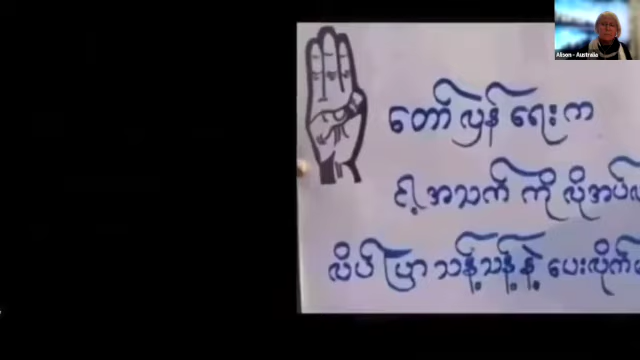 Alison - Australia
တော်လှန်ရေးက
ငါ့အသက် ကို လိုအပ်
လိပ်ပြာသန့်သန့်နဲ့ ပေးလိုက်